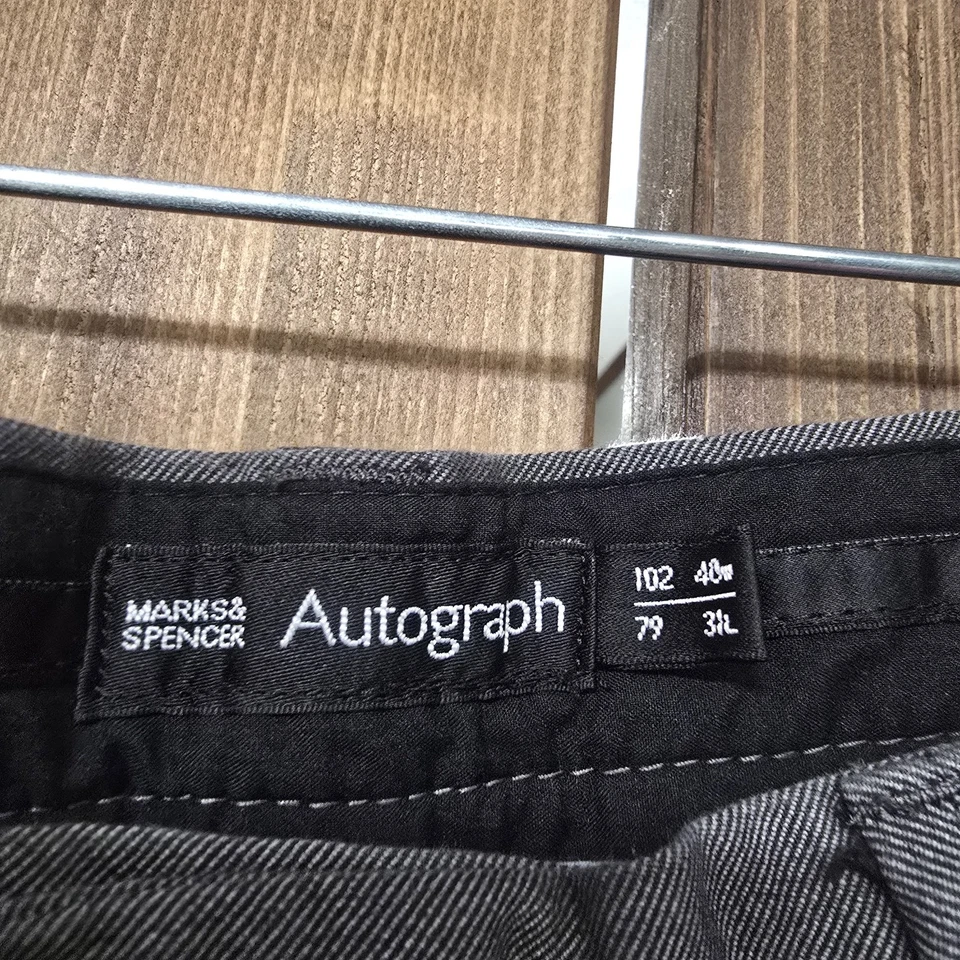 MARKS&
SPENCER
Autograph
102 40W
79 31L